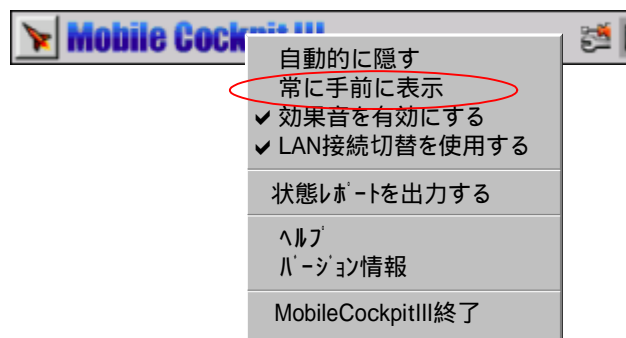 Mobile Cockpit III
自動的に隠す
常に手前に表示
効果音を有効にする
LAN接続切替を使用する
状態ﾚﾎﾟｰﾄを出力する
ﾍﾙﾌﾟ
ﾊﾞｰｼﾞｮﾝ情報
MobileCockpitIII終了